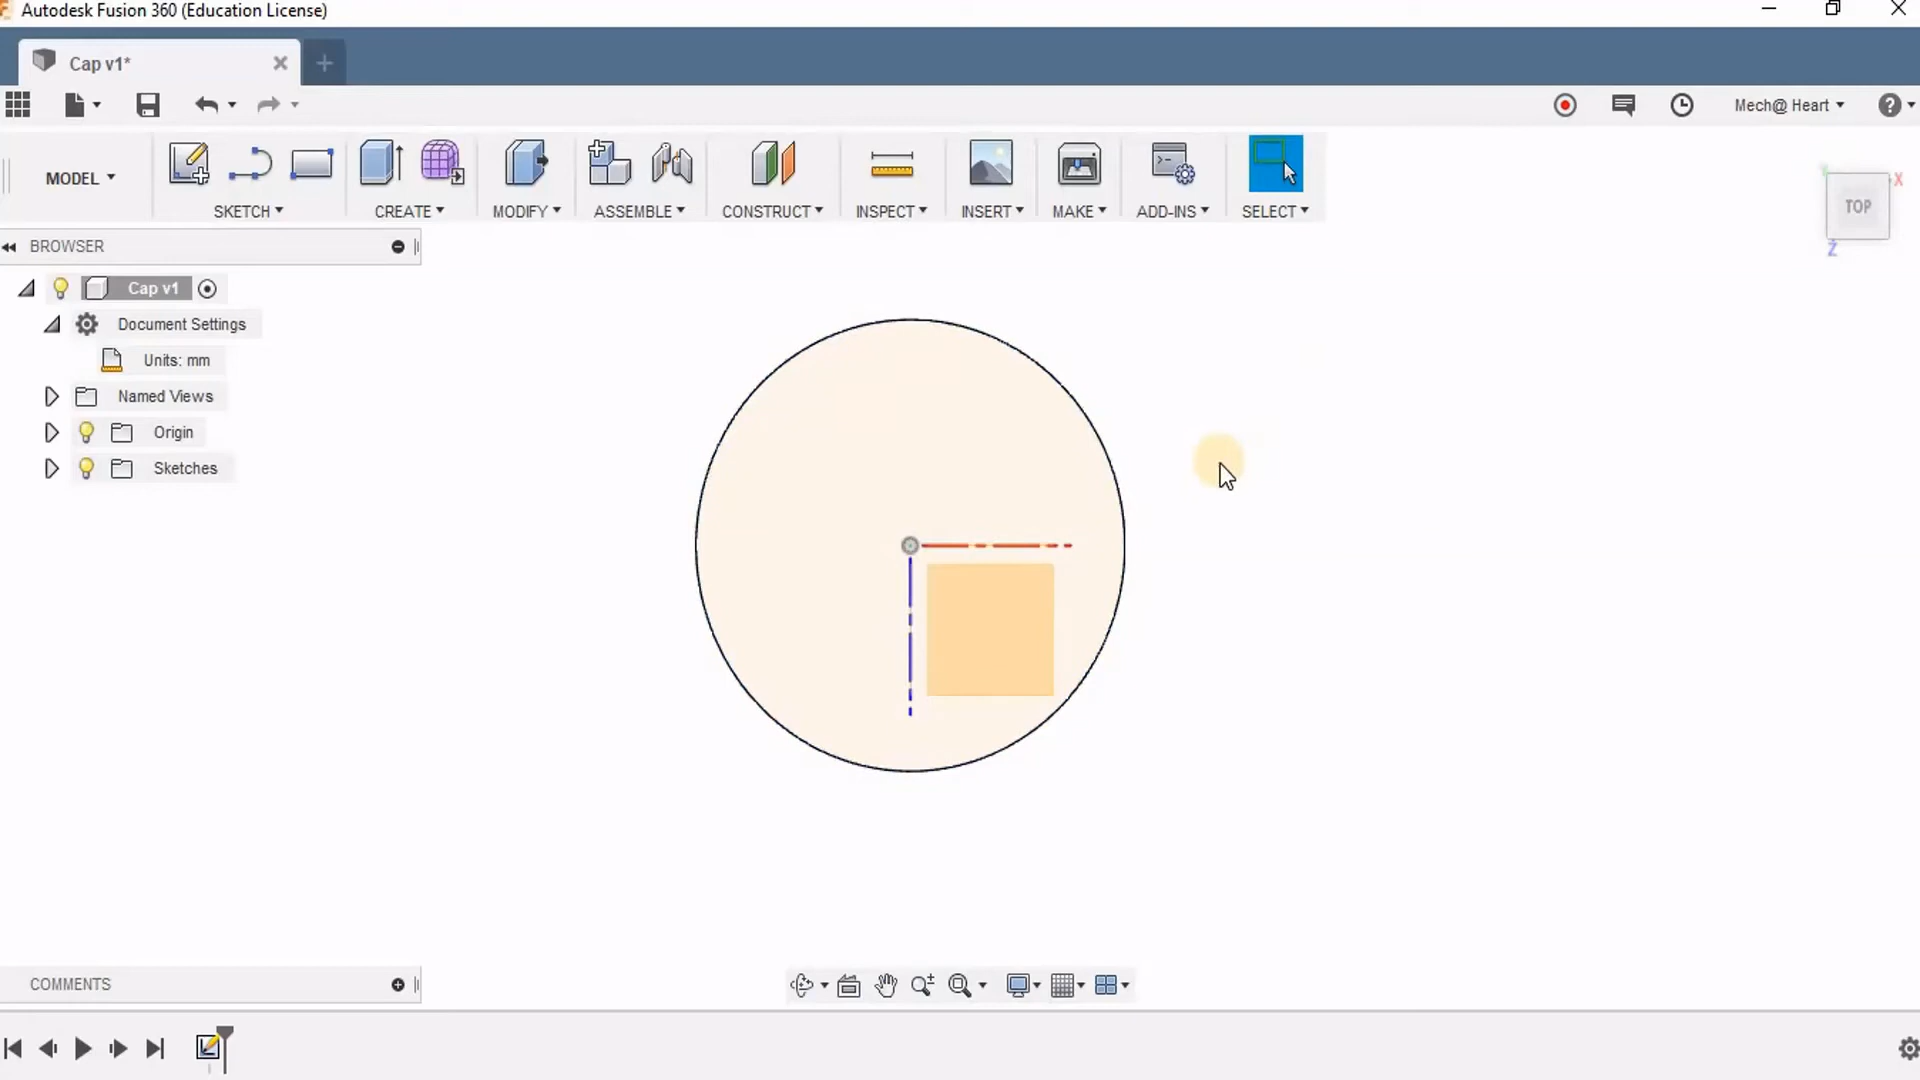 Autodesk Fusion 360 (Education License)
Cap v1*
Mech@ Heart
MODEL
SKETCH
CREATE
MODIFY
ASSEMBLE
CONSTRUCT
INSPECT
INSERT
MAKE
ADD-INS
SELECT
X
TOP
Z
BROWSER
Cap v1
Document Settings
Units: mm
Named Views
Origin
Sketches
COMMENTS